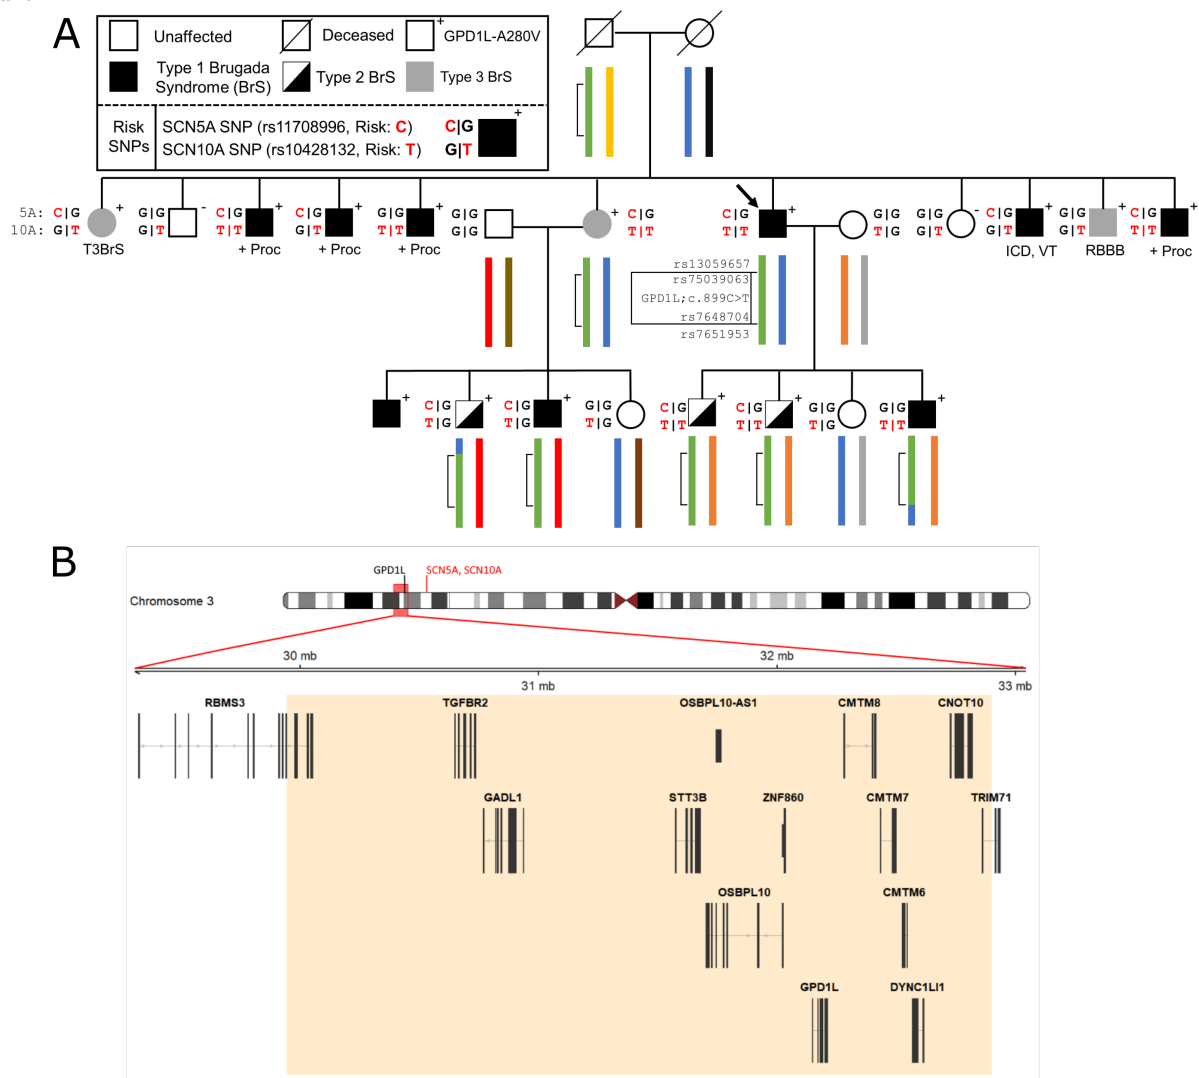 A
Unaffected
Deceased
+
GPD1L-A280V
Type 1 Brugada
Syndrome (BrS)
Type 2 BrS
Type 3 BrS
Risk
SNPs
SCN5A SNP (rs11708996, Risk: C)
C|G
+
SCN10A SNP (rs10428132, Risk: T)
G|T
5A: C|G + G|G - C|G + C|G + G|G + G|G + C|G C|G + G|G G|G - C|G + G|G + C|G +
10A: G|T G|T T|T G|T T|T G|G T|T T|T T|G G|T G|T G|T T|T
T3BrS
+ Proc
+ Proc
+ Proc
ICD, VT
RBBB
+ Proc
rs13059657
rs75039063
GPD1L;c.899C>T
rs7648704
rs7651953
+ C|G + C|G + G|G C|G + C|G + G|G G|G +
T|G T|G T|G T|T T|T T|G T|T
B
GPD1L
SCN5A, SCN10A
Chromosome 3
30 mb
32 mb
31 mb
33 mb
RBMS3
TGFBR2
OSBPL10-AS1
CMTM8
CNOT10
GADL1
STT3B
ZNF860
CMTM7
TRIM71
OSBPL10
CMTM6
GPD1L
DYNC1LI1